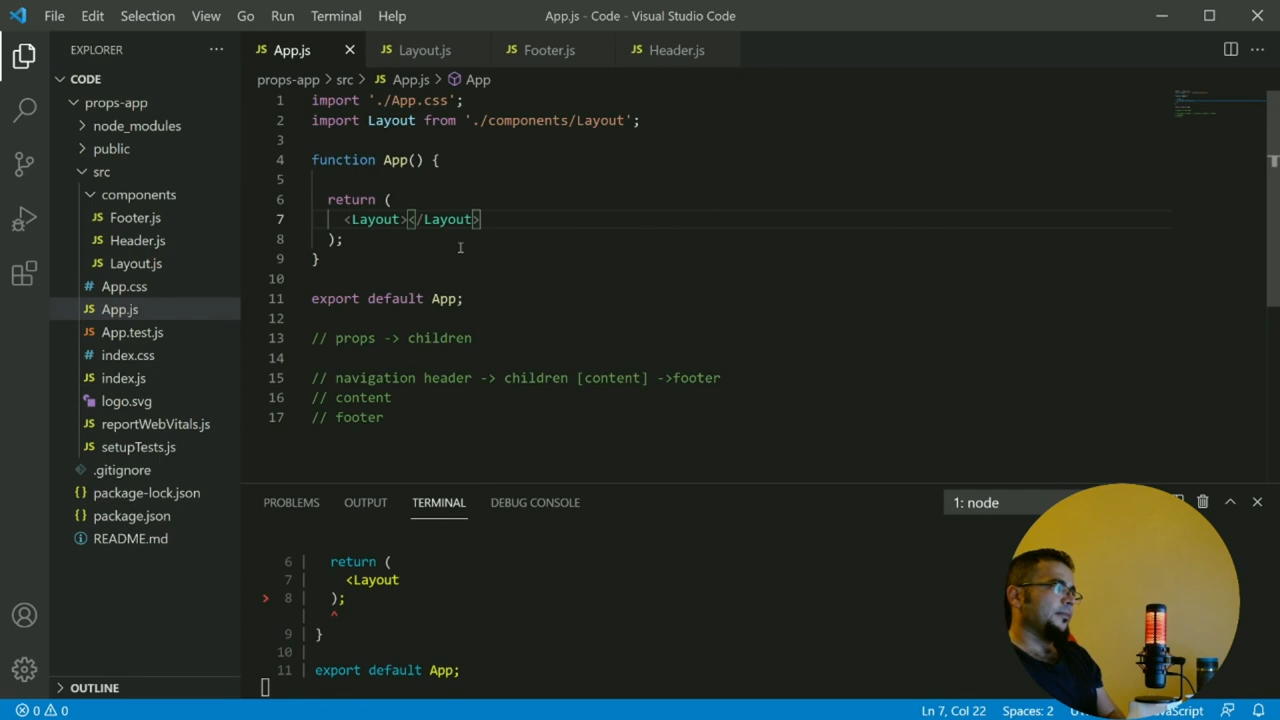 File Edit Selection View Go Run Terminal Help App.js - Code - Visual Studio Code
EXPLORER
CODE
props-app
node_modules
public
src
components
JS Footer.js
JS Header.js
JS Layout.js
# App.css
JS App.js
JS App.test.js
# index.css
JS index.js
logo.svg
JS reportWebVitals.js
JS setupTests.js
.gitignore
{} package-lock.json
{} package.json
README.md
OUTLINE
JS App.js JS Layout.js JS Footer.js JS Header.js
props-app > src > JS App.js > App
1 import './App.css';
2 import Layout from './components/Layout';
3
4 function App() {
5
6 return (
7 <Layout></Layout>
8 );
9 }
10
11 export default App;
12
13 // props -> children
14
15 // navigation header -> children [content] ->footer
16 // content
17 // footer
PROBLEMS OUTPUT TERMINAL DEBUG CONSOLE 1: node
6 | return (
7 | <Layout
> 8 | );
| ^
9 | }
10 |
11 | export default App;
0 0 Ln 7, Col 22 Spaces: 2